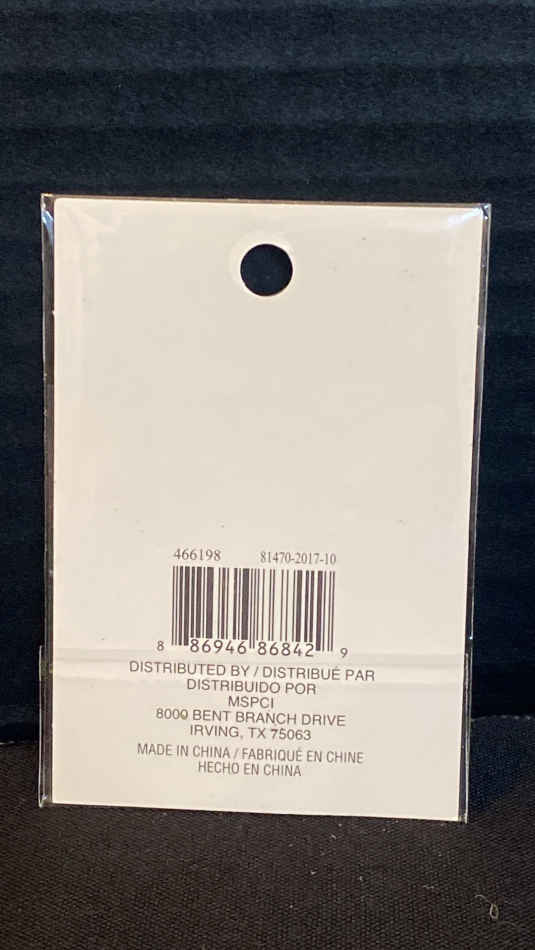 466198 81470-2017-10
8 86946 86842 9
DISTRIBUTED BY / DISTRIBUÉ PAR
DISTRIBUIDO POR
MSPCI
8000 BENT BRANCH DRIVE
IRVING, TX 75063
MADE IN CHINA / FABRIQUÉ EN CHINE
HECHO EN CHINA